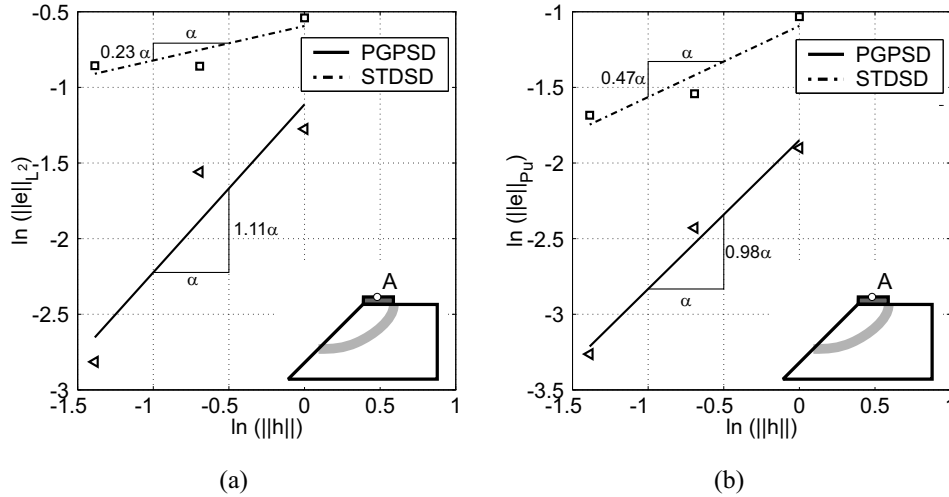 -0.5
-1
-1.5
-2
-2.5
-3
ln (||e||L2)
-1.5
-1
-0.5
0
0.5
1
ln (||h||)
0.23 α
α
PGPSD
STDSD
1.11α
α
A
(a)
-1
-1.5
-2
-2.5
-3
-3.5
ln (||e||Pu)
-1.5
-1
-0.5
0
0.5
1
ln (||h||)
0.47α
α
PGPSD
STDSD
0.98α
α
A
(b)